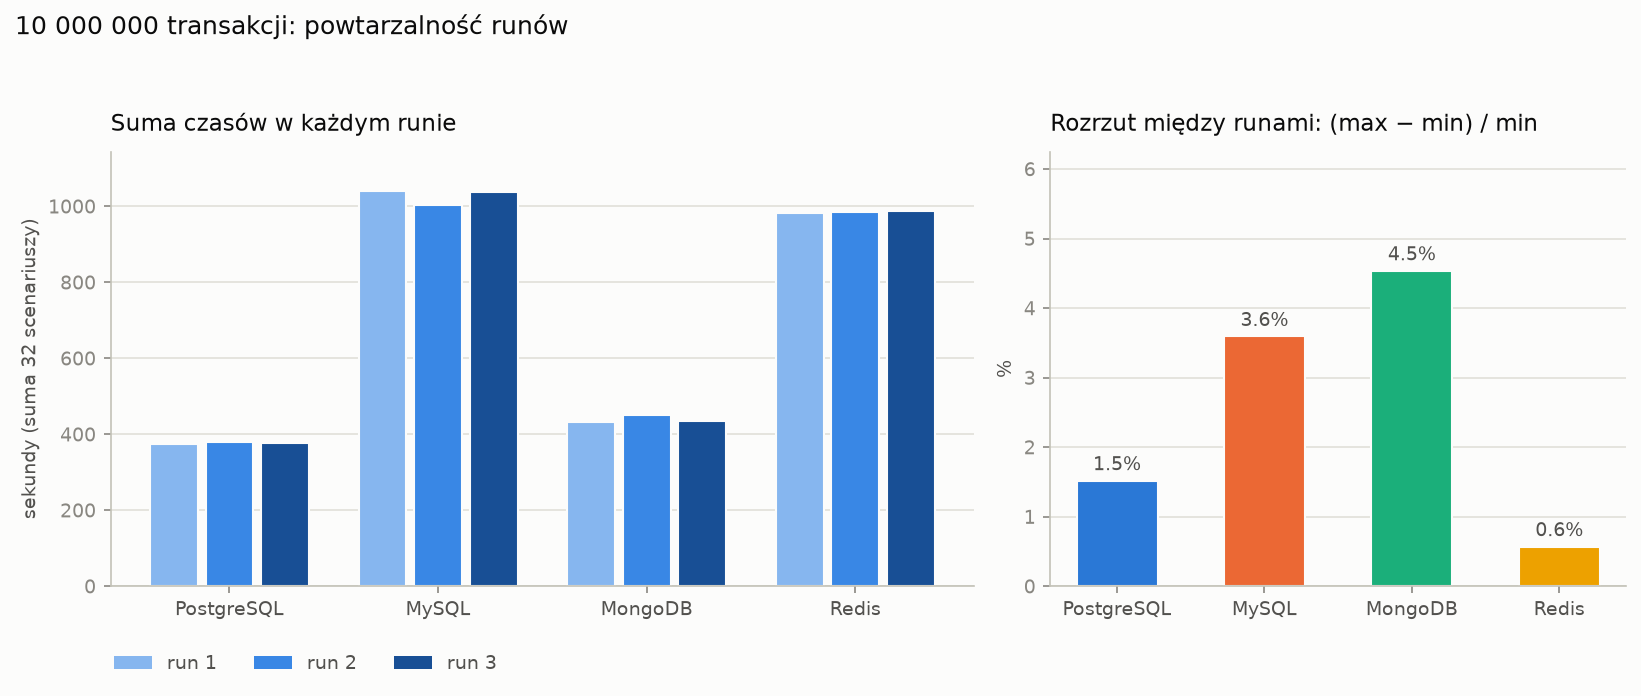 10 000 000 transakcji: powtarzalność runów
Suma czasów w każdym runie
sekundy (suma 32 scenariuszy)
1000
800
600
400
200
0
PostgreSQL
MySQL
MongoDB
Redis
run 1
run 2
run 3
Rozrzut między runami: (max − min) / min
%
6
5
4
3
2
1
0
1.5%
3.6%
4.5%
0.6%
PostgreSQL
MySQL
MongoDB
Redis